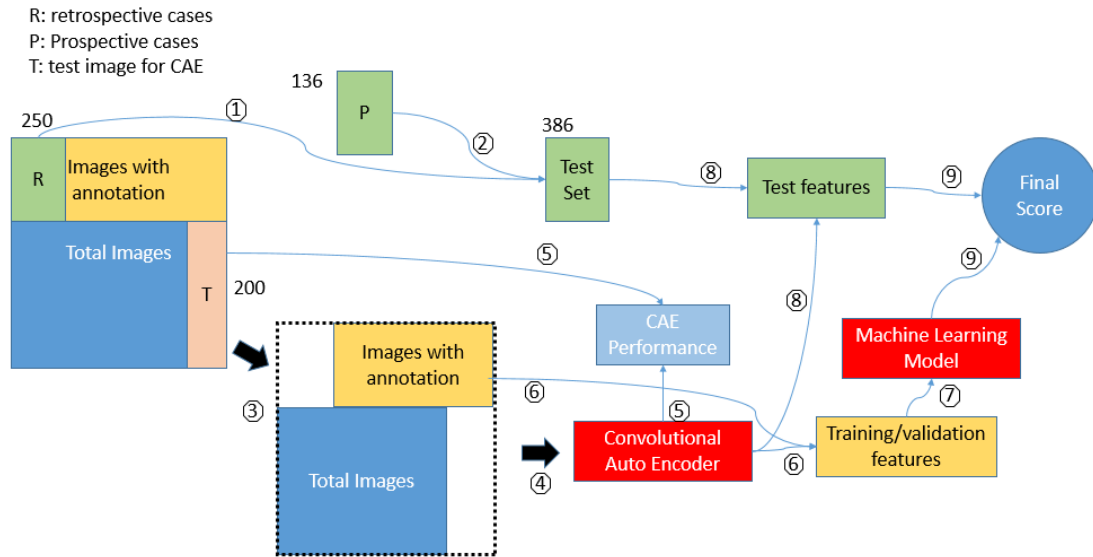 R: retrospective cases
P: Prospective cases
T: test image for CAE
250
R
Images with
annotation
Total Images
T
200
①
136
P
②
386
Test
Set
⑧
Test features
⑨
Final
Score
⑤
CAE
Performance
⑧
⑨
Machine Learning
Model
③
Images with
annotation
Total Images
⑥
④
⑤
Convolutional
Auto Encoder
⑥
⑦
Training/validation
features